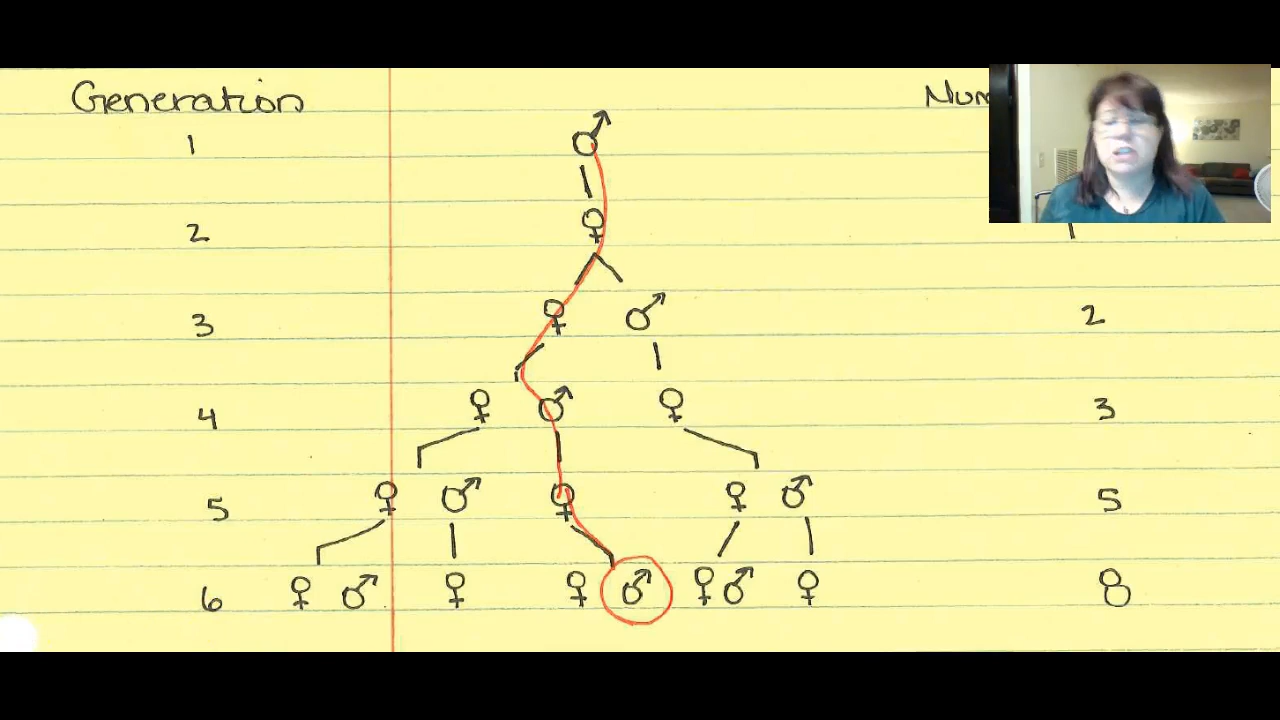 Generation
1 ♂
2 ♀ 1
3 ♀ ♂ 2
4 ♀ ♂ ♀ 3
5 ♀ ♂ ♀ ♀ ♂ 5
6 ♀ ♂ ♀ ♀ ♂ ♀ ♂ ♀ 8